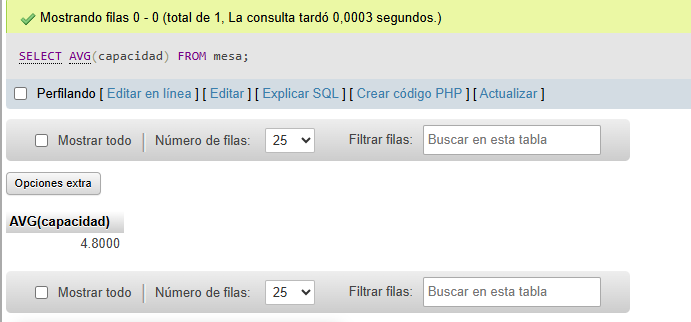 Mostrando filas 0 - 0 (total de 1, La consulta tardó 0,0003 segundos.)
SELECT AVG(capacidad) FROM mesa;
Perfilando [ Editar en línea ] [ Editar ] [ Explicar SQL ] [ Crear código PHP ] [ Actualizar ]
Mostrar todo | Número de filas: 25 Filtrar filas: Buscar en esta tabla
Opciones extra
AVG(capacidad)
4.8000
Mostrar todo | Número de filas: 25 Filtrar filas: Buscar en esta tabla